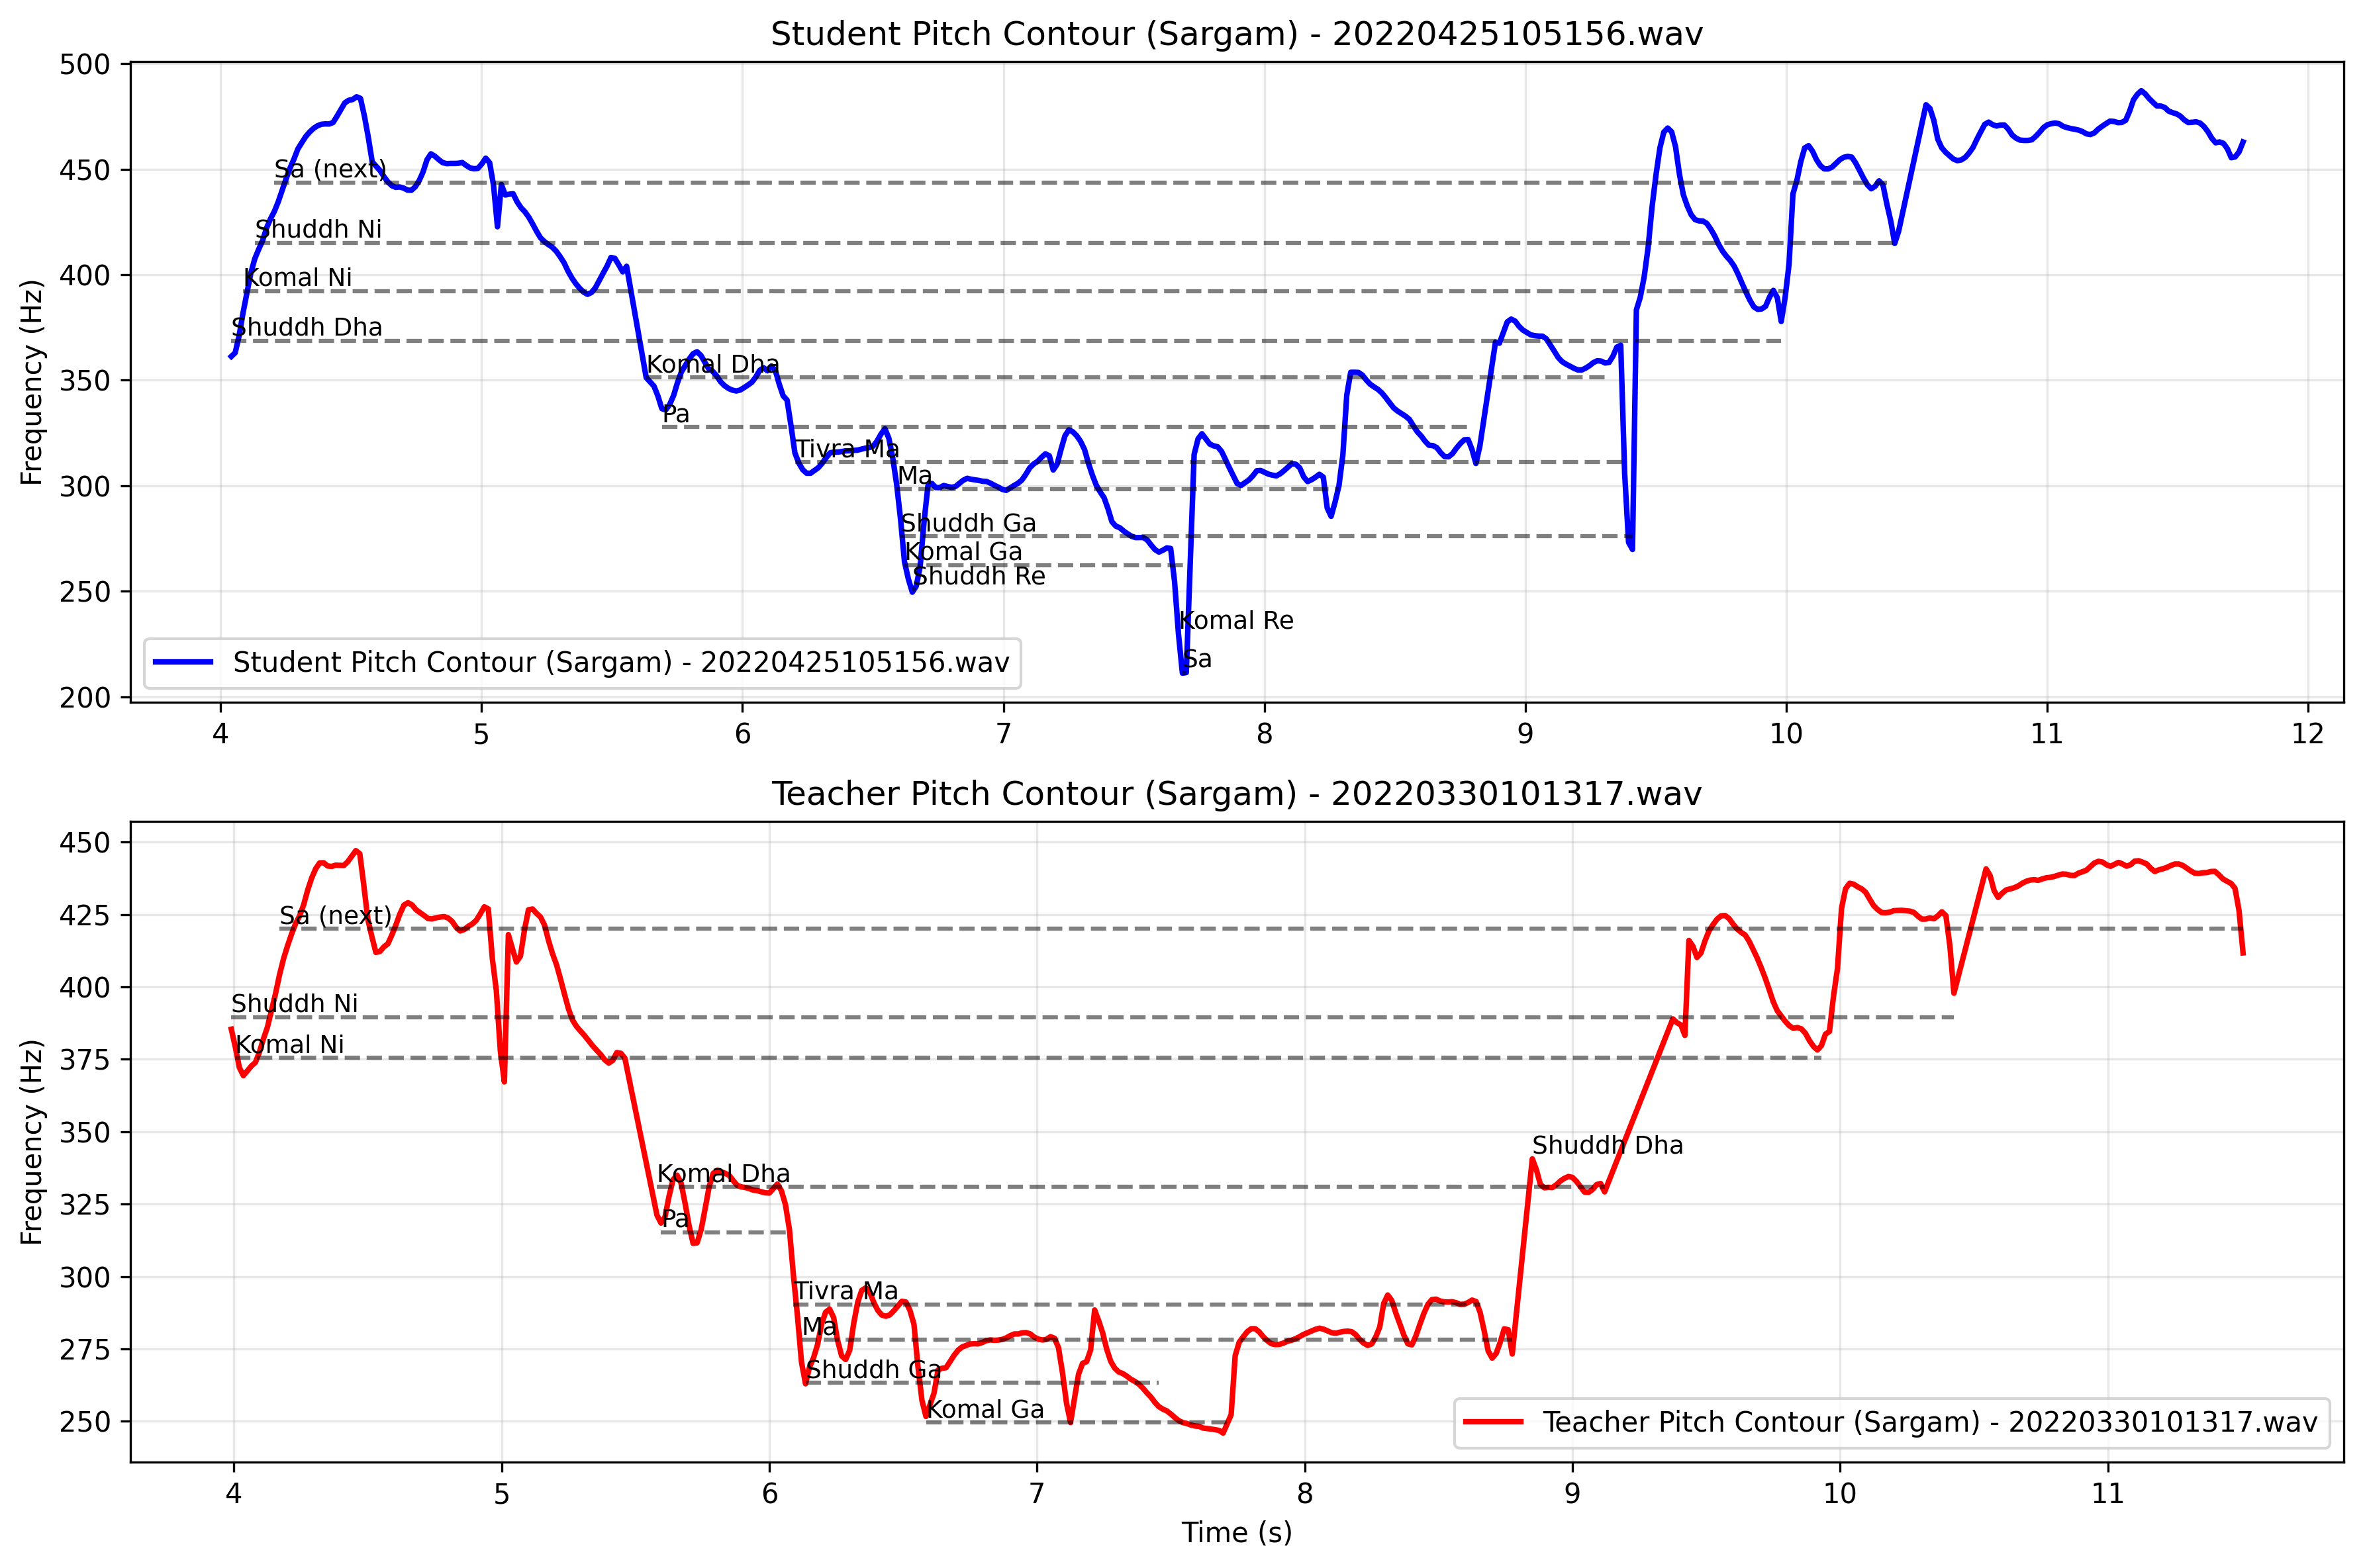 Student Pitch Contour (Sargam) - 20220425105156.wav
500
450
400
350
300
250
200
Frequency (Hz)
Sa (next)
Shuddh Ni
Komal Ni
Shuddh Dha
Komal Dha
Pa
Tivra Ma
Ma
Shuddh Ga
Komal Ga
Shuddh Re
Komal Re
Sa
Student Pitch Contour (Sargam) - 20220425105156.wav
4 5 6 7 8 9 10 11 12
Teacher Pitch Contour (Sargam) - 20220330101317.wav
450
425
400
375
350
325
300
275
250
Frequency (Hz)
Sa (next)
Shuddh Ni
Komal Ni
Shuddh Dha
Komal Dha
Pa
Tivra Ma
Ma
Shuddh Ga
Komal Ga
Teacher Pitch Contour (Sargam) - 20220330101317.wav
4 5 6 7 8 9 10 11
Time (s)